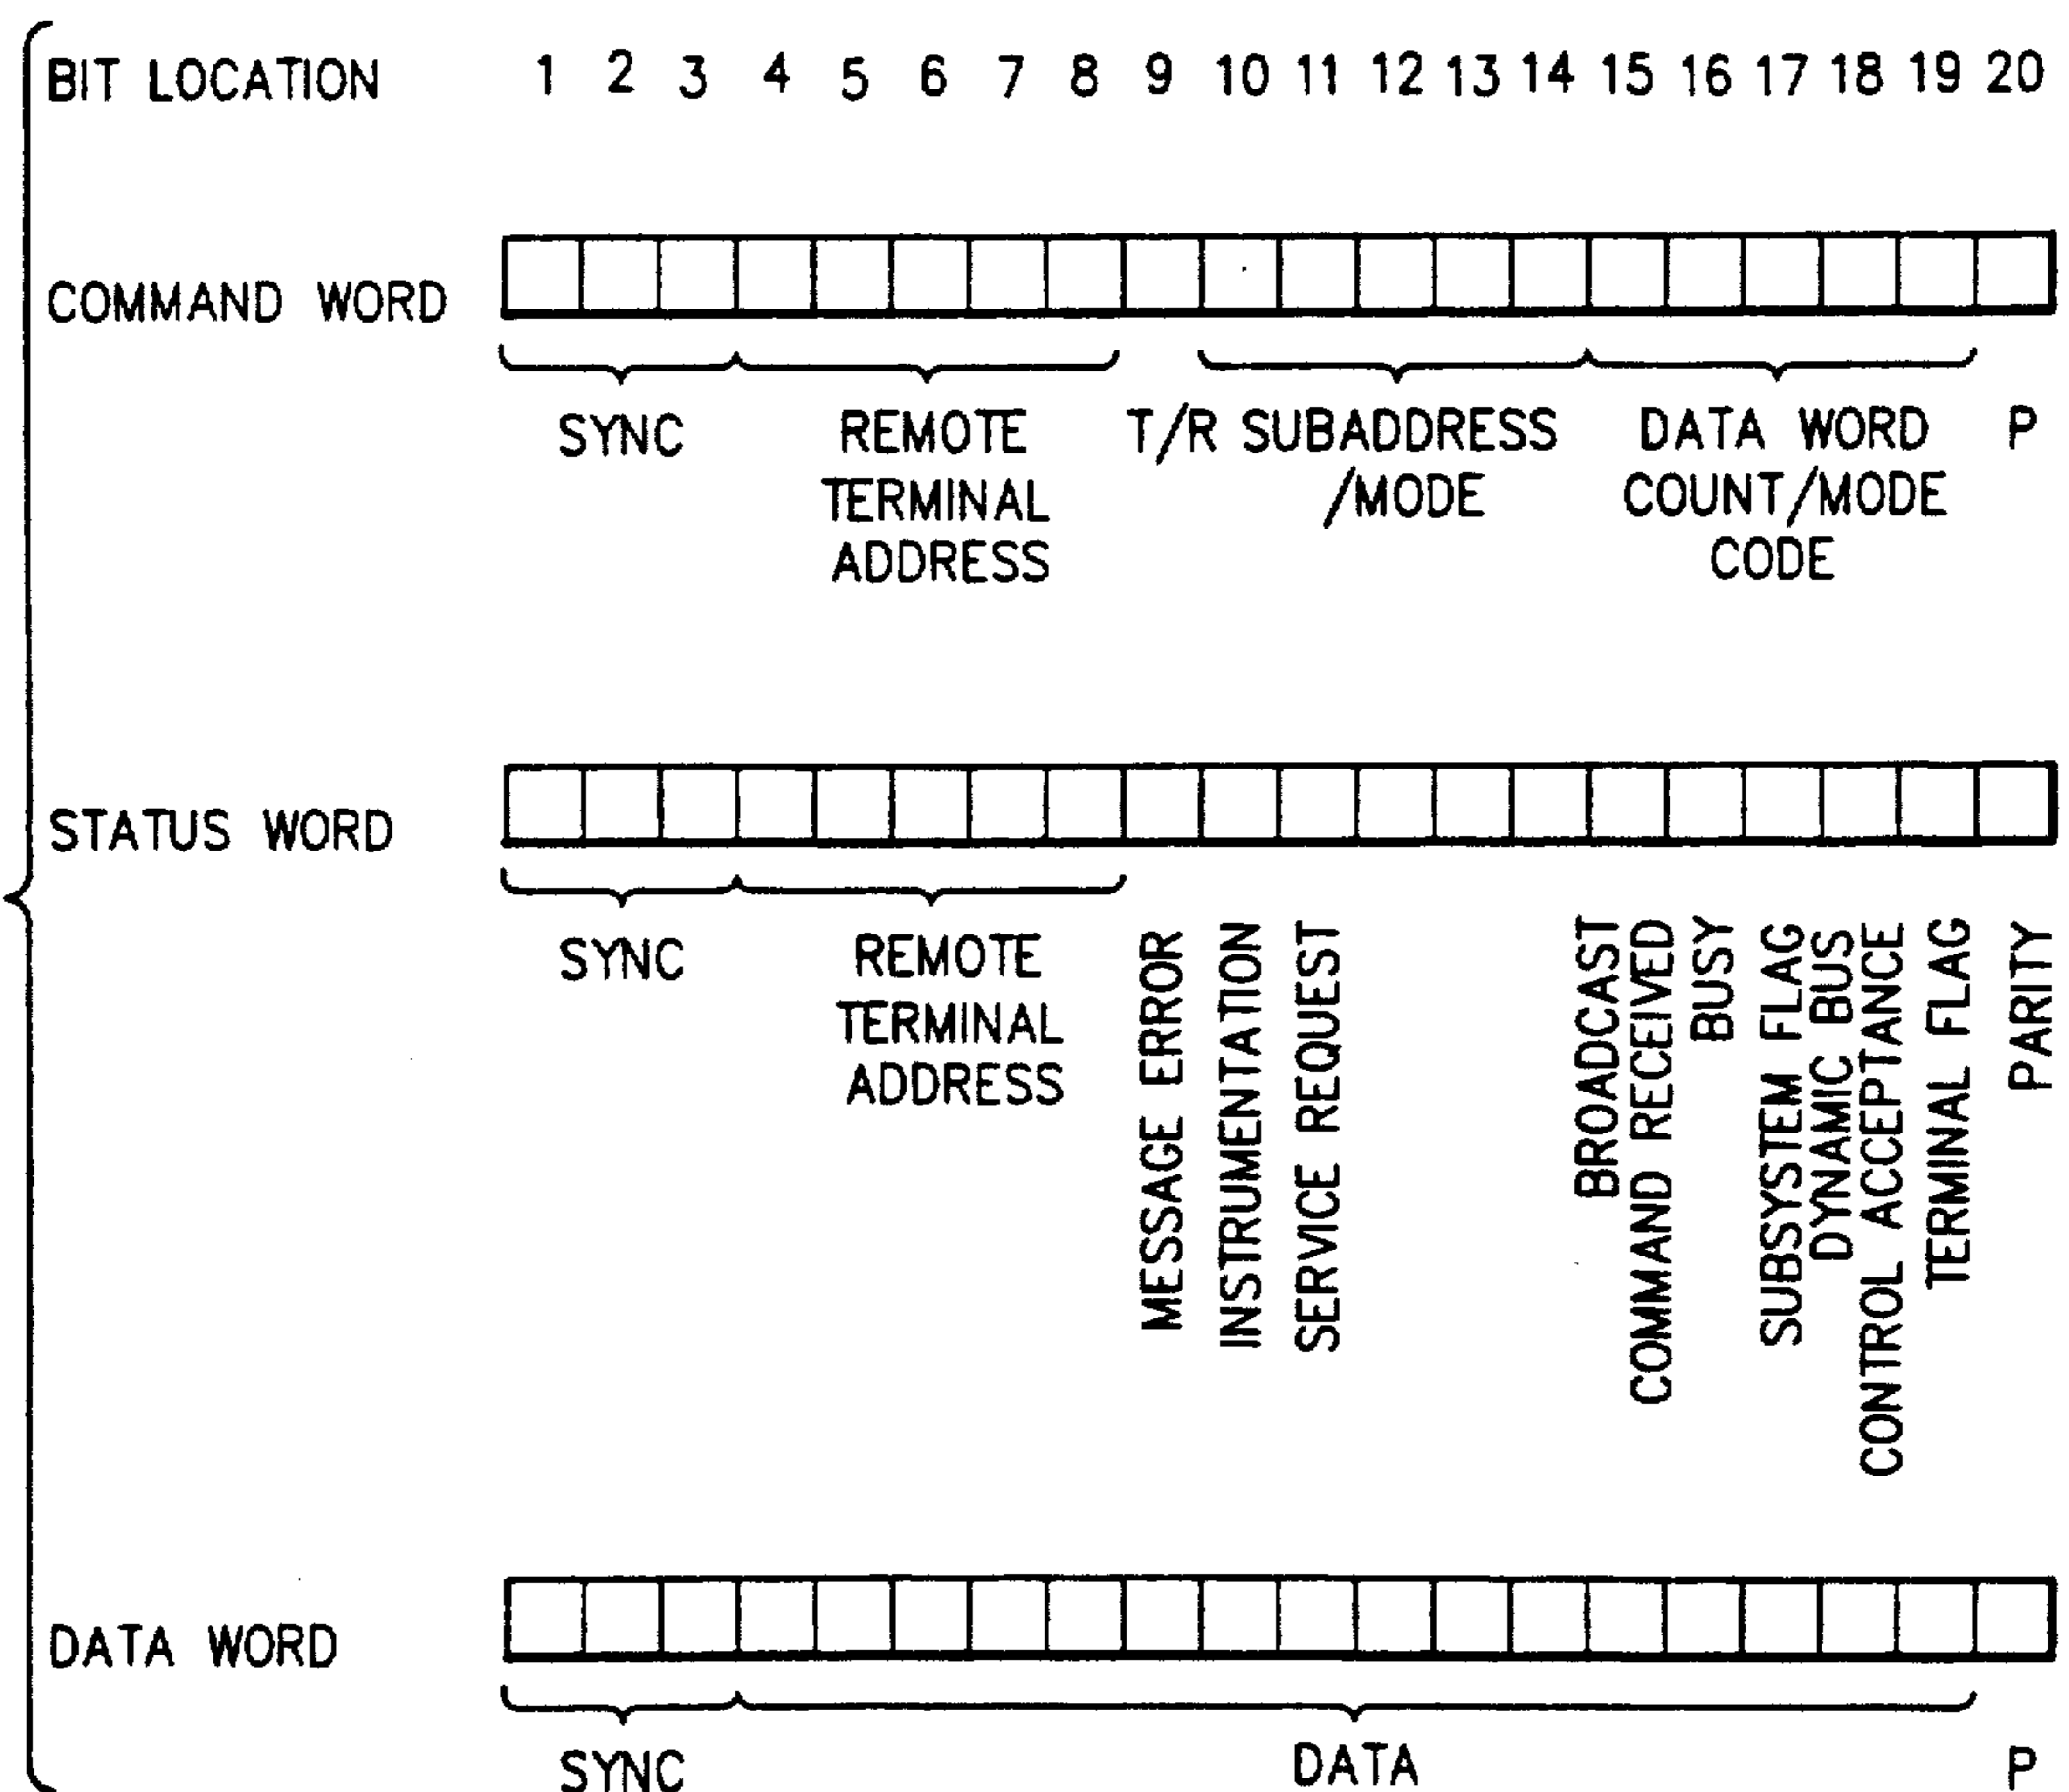 BIT LOCATION 1 2 3 4 5 6 7 8 9 10 11 12 13 14 15 16 17 18 19 20
COMMAND WORD
SYNC
REMOTE
TERMINAL
ADDRESS
T/R SUBADDRESS
/MODE
DATA WORD
COUNT/MODE
CODE
P
STATUS WORD
SYNC
REMOTE
TERMINAL
ADDRESS
MESSAGE ERROR
INSTRUMENTATION
SERVICE REQUEST
BROADCAST
COMMAND RECEIVED
BUSY
SUBSYSTEM FLAG
DYNAMIC BUS
CONTROL ACCEPTANCE
TERMINAL FLAG
PARITY
DATA WORD
SYNC
DATA
P